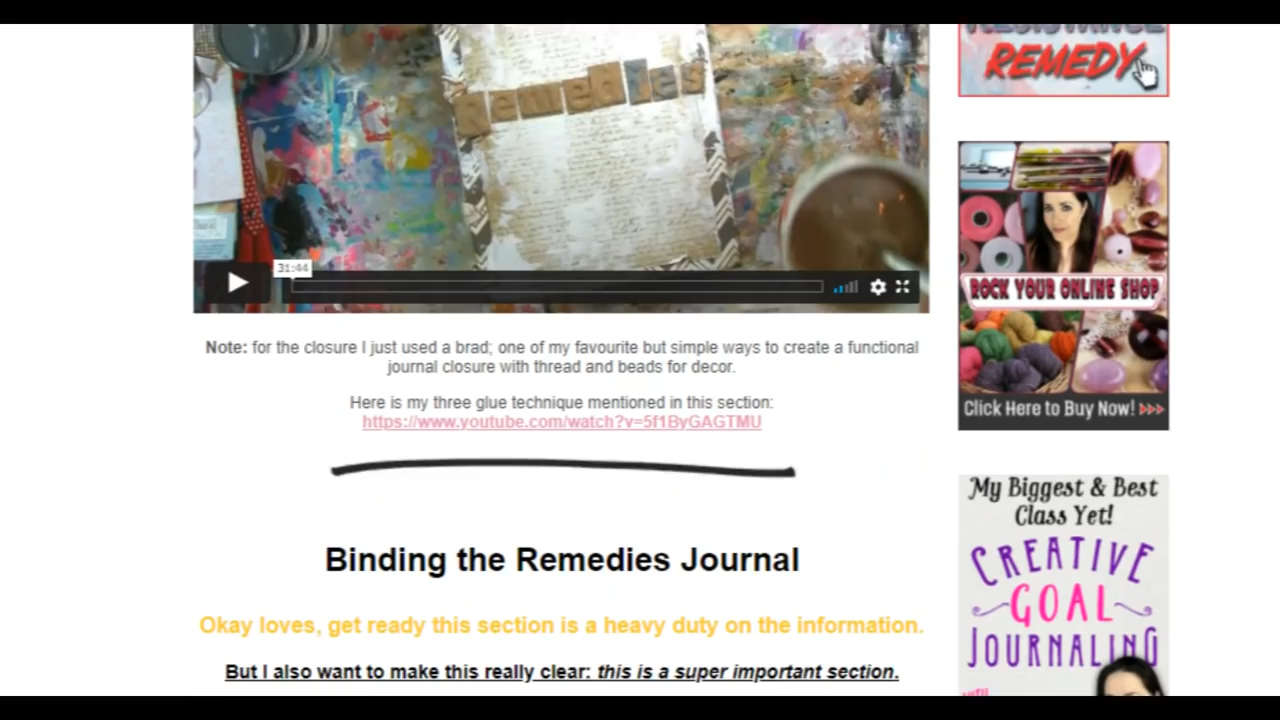 Remedies
31:44
Note: for the closure I just used a brad; one of my favourite but simple ways to create a functional
journal closure with thread and beads for decor.
Here is my three glue technique mentioned in this section:
https://www.youtube.com/watch?v=5f1ByGAGTMU
Binding the Remedies Journal
Okay loves, get ready this section is a heavy duty on the information.
But I also want to make this really clear: this is a super important section.
RESISTANCE
REMEDY
ROCK YOUR ONLINE SHOP
Click Here to Buy Now! >>>
My Biggest & Best
Class Yet!
CREATIVE
GOAL
JOURNALING